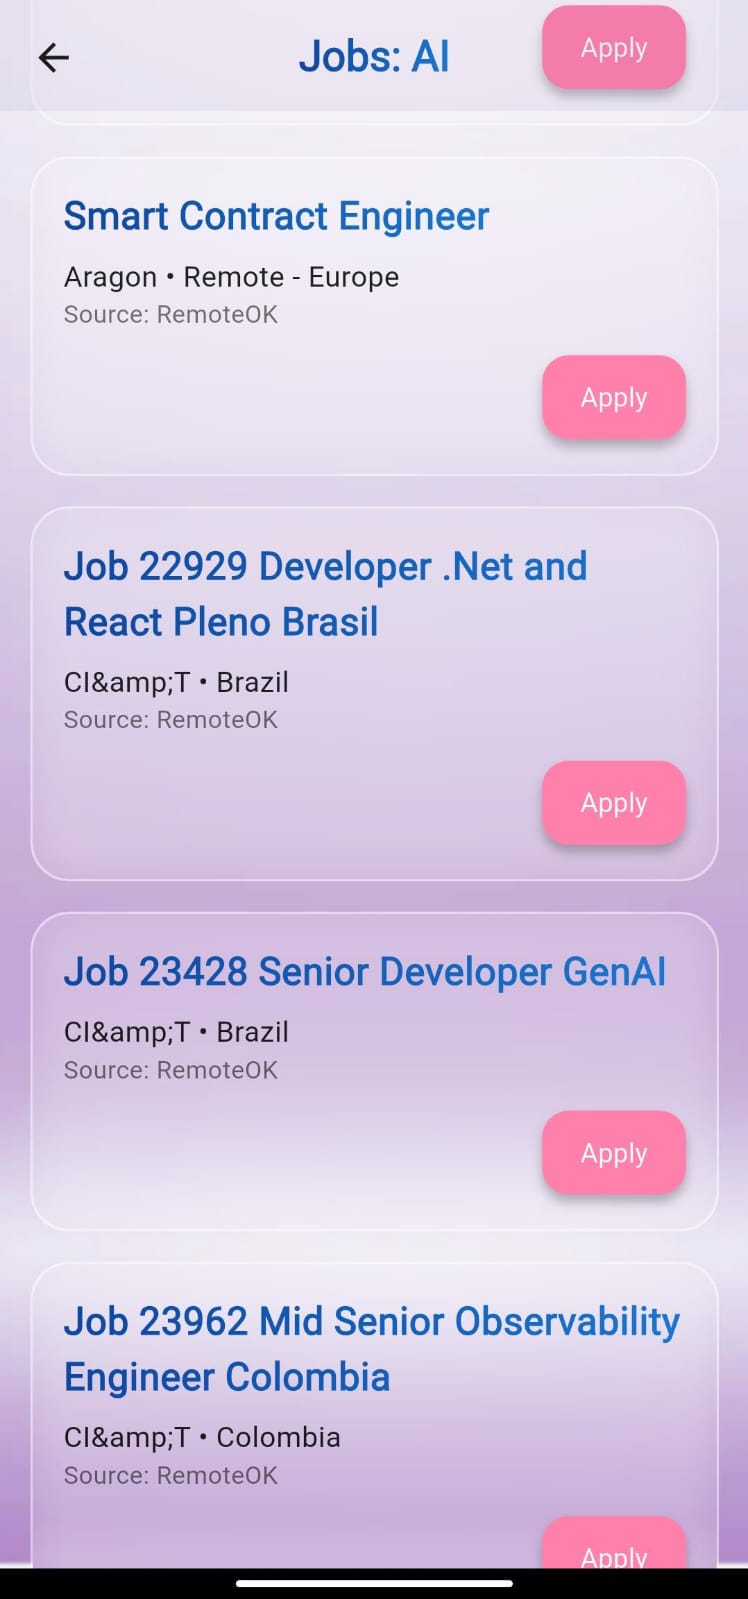 Jobs: AI
Apply
Smart Contract Engineer
Aragon • Remote - Europe
Source: RemoteOK
Apply
Job 22929 Developer .Net and
React Pleno Brasil
CI&amp;T • Brazil
Source: RemoteOK
Apply
Job 23428 Senior Developer GenAI
CI&amp;T • Brazil
Source: RemoteOK
Apply
Job 23962 Mid Senior Observability
Engineer Colombia
CI&amp;T • Colombia
Source: RemoteOK
Apply